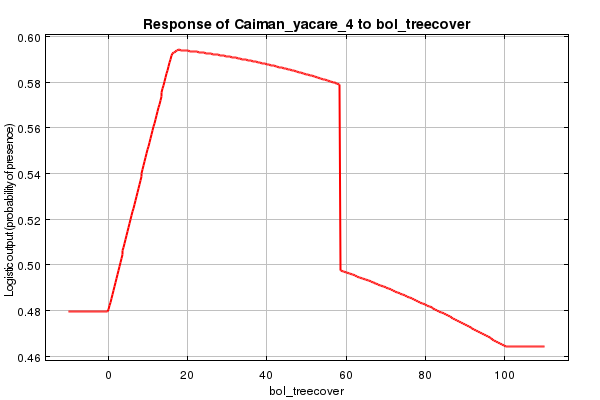 Response of Caiman_yacare_4 to bol_treecover
Logistic output (probability of presence)
0.60
0.58
0.56
0.54
0.52
0.50
0.48
0.46
0 20 40 60 80 100
bol_treecover